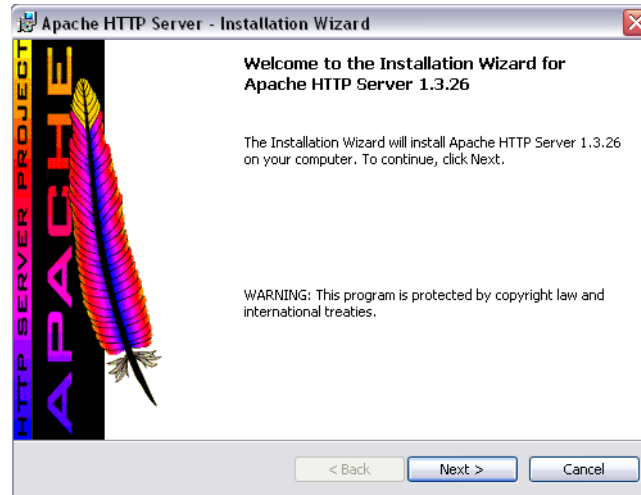 Apache HTTP Server - Installation Wizard
HTTP SERVER PROJECT
APACHE
Welcome to the Installation Wizard for
Apache HTTP Server 1.3.26
The Installation Wizard will install Apache HTTP Server 1.3.26
on your computer. To continue, click Next.
WARNING: This program is protected by copyright law and
international treaties.
< Back
Next >
Cancel